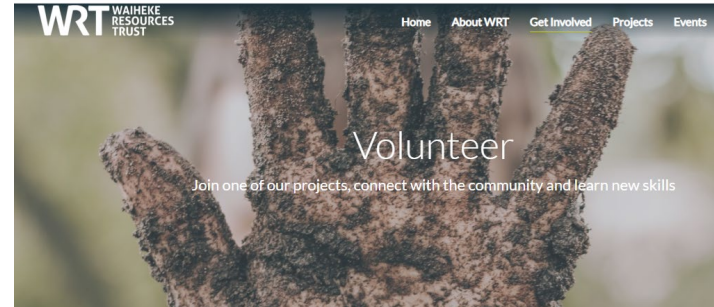 WRT WAIHEKE
RESOURCES
TRUST
Home About WRT Get Involved Projects Events
Volunteer
Join one of our projects, connect with the community and learn new skills